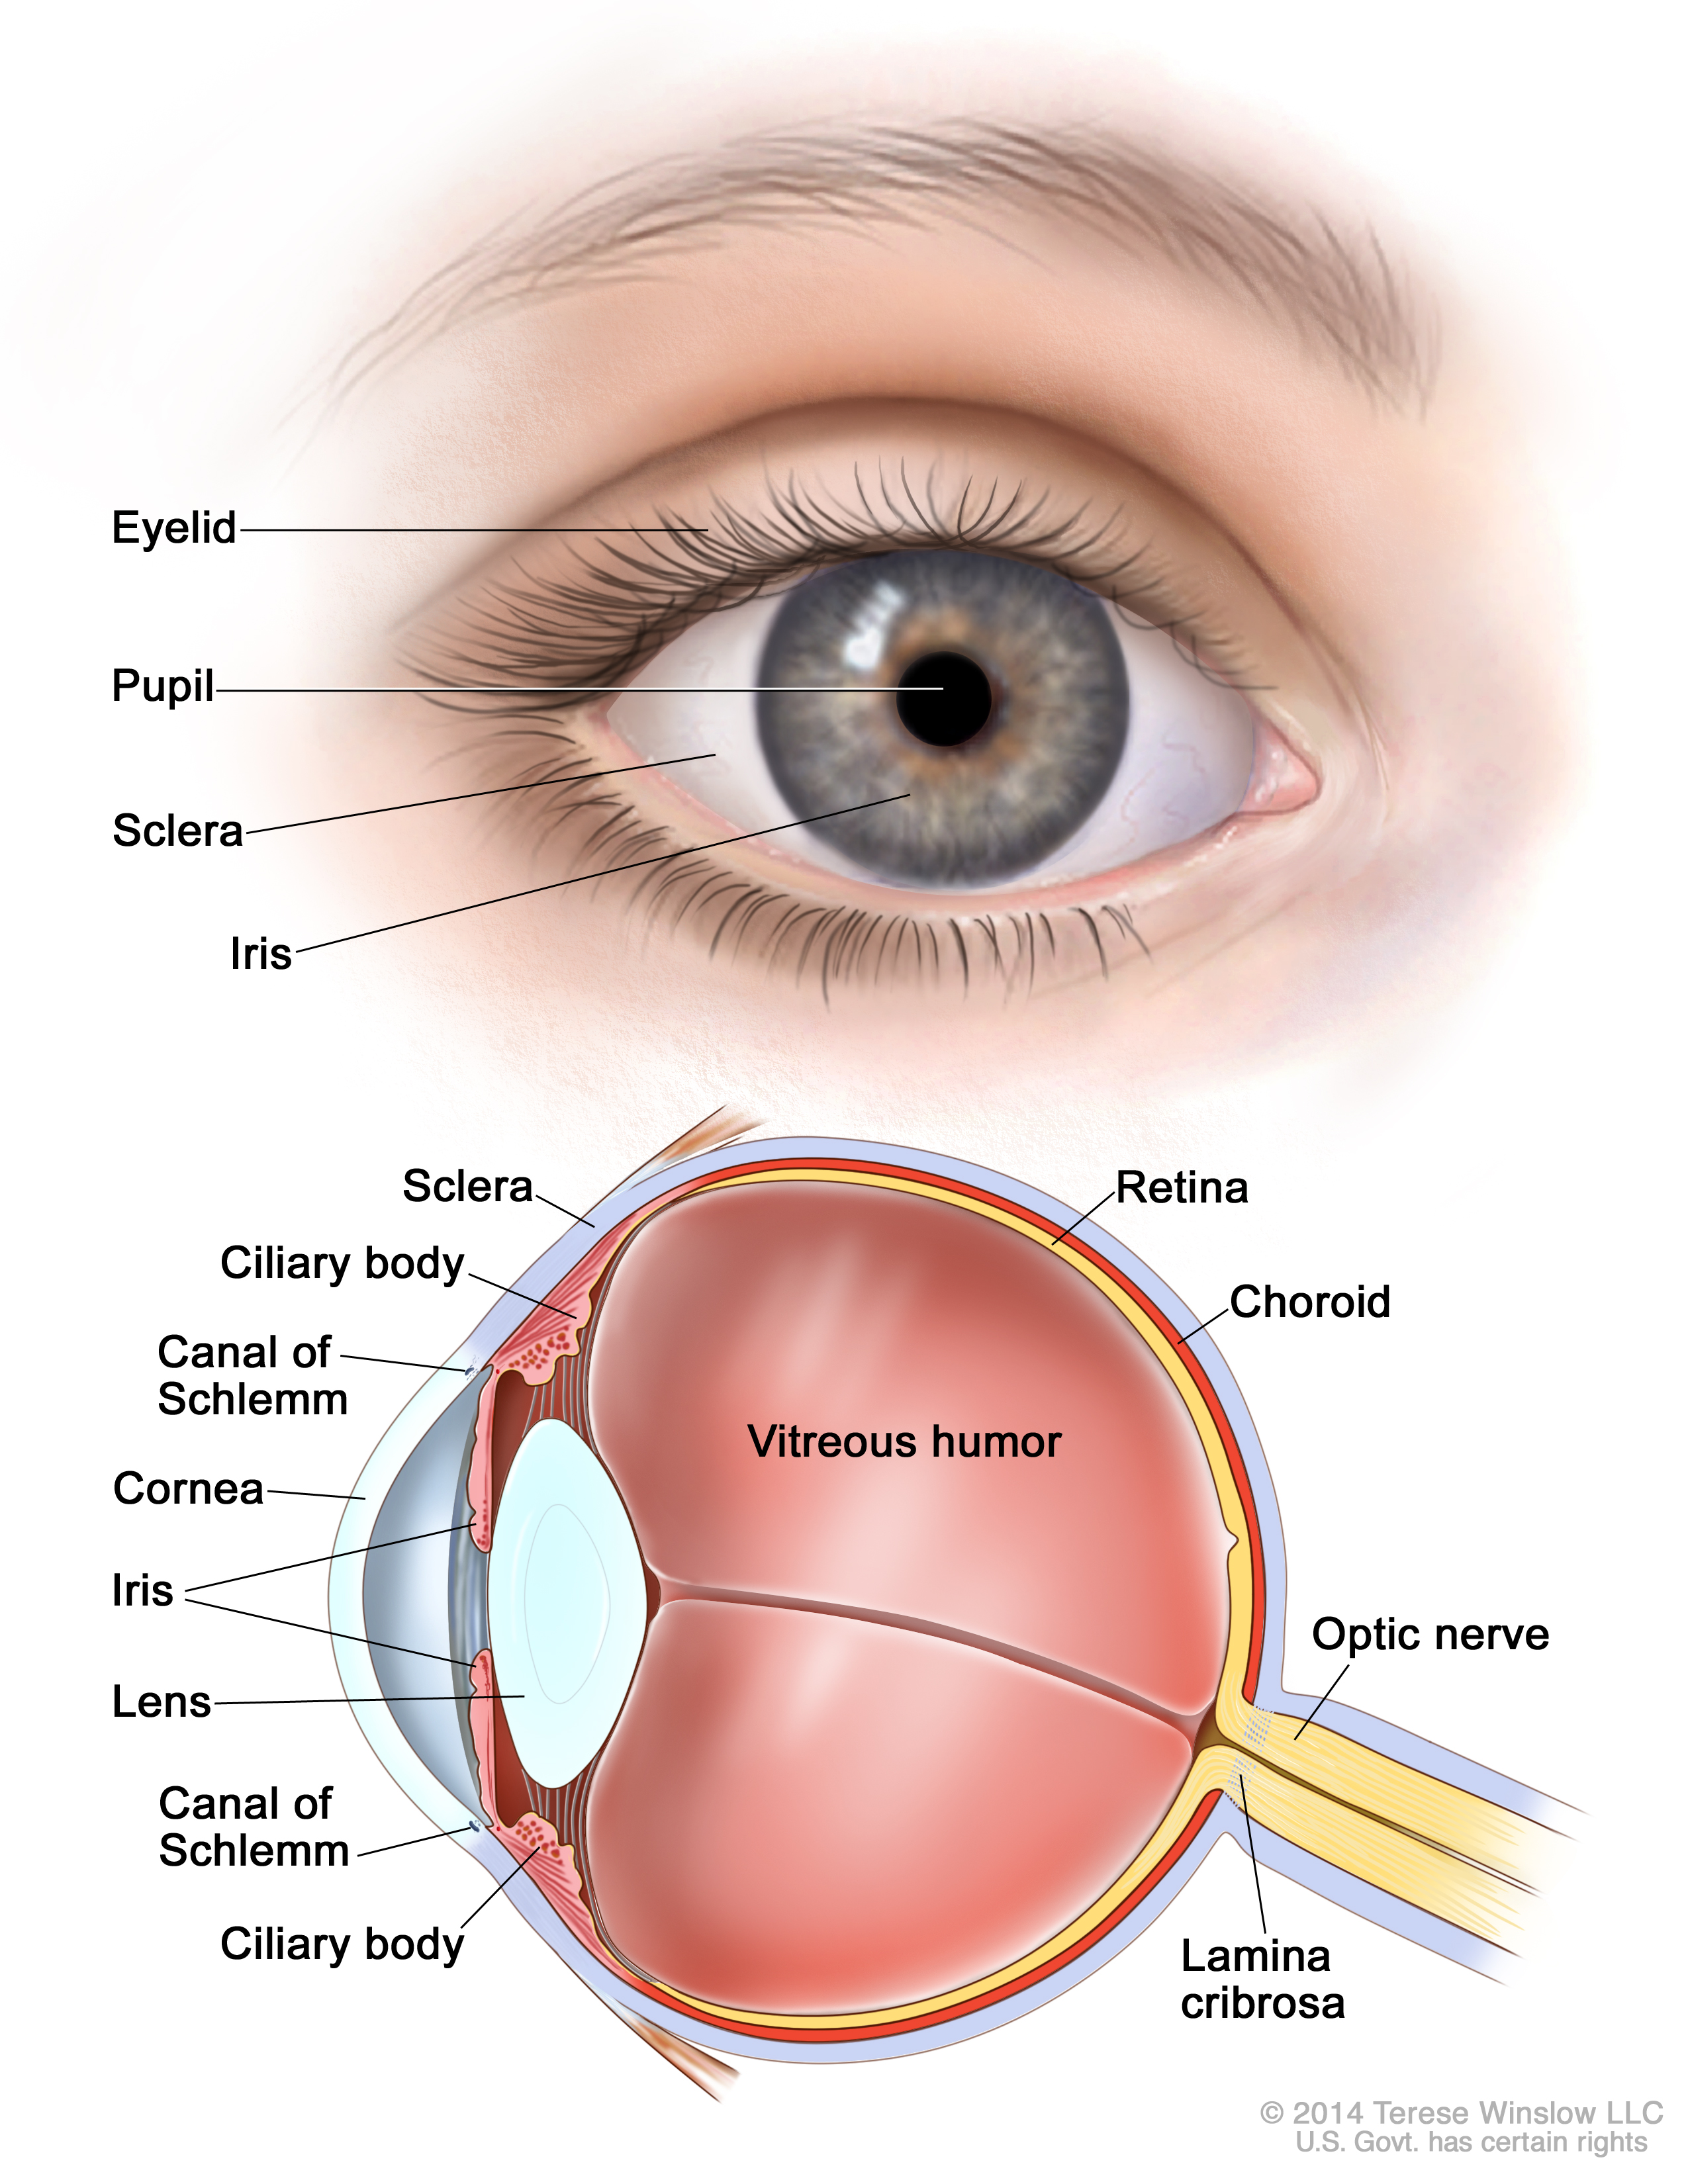 Eyelid
Pupil
Sclera
Iris
Sclera
Retina
Ciliary body
Choroid
Canal of
Schlemm
Vitreous humor
Cornea
Iris
Optic nerve
Lens
Canal of
Schlemm
Ciliary body
Lamina
cribrosa
© 2014 Terese Winslow LLC
U.S. Govt. has certain rights